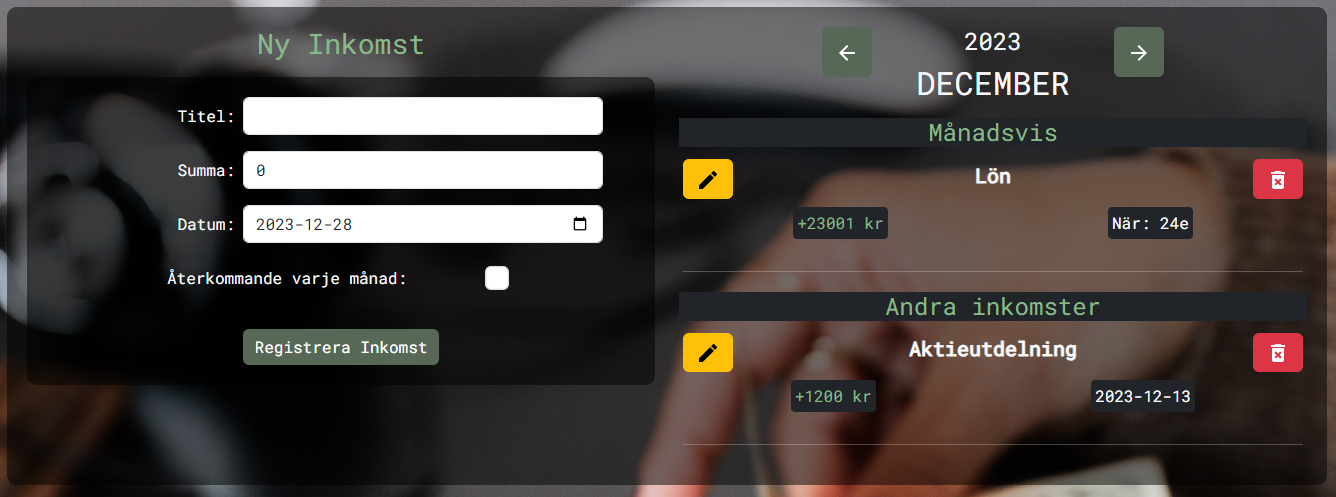 Ny Inkomst
Titel:
Summa: 0
Datum: 2023-12-28
Återkommande varje månad:
Registrera Inkomst
2023
DECEMBER
Månadsvis
Lön
+23001 kr När: 24e
Andra inkomster
Aktieutdelning
+1200 kr 2023-12-13